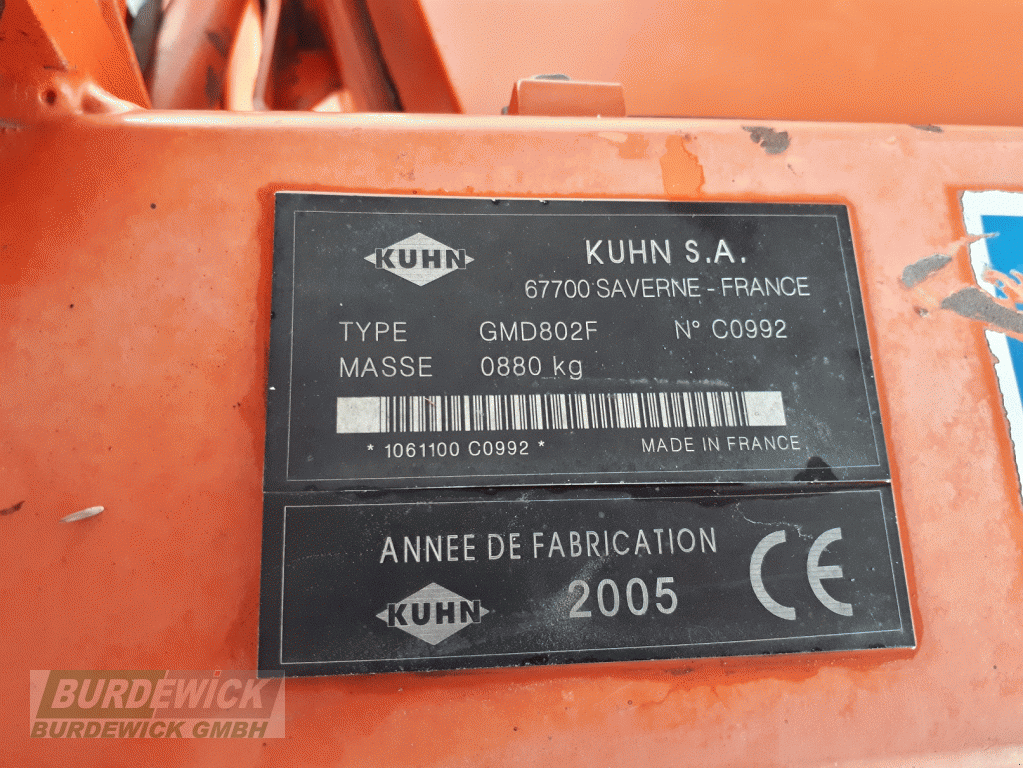 KUHN
KUHN S.A.
67700 SAVERNE - FRANCE
TYPE GMD802F N° C0992
MASSE 0880 kg
* 1061100 C0992 * MADE IN FRANCE
ANNEE DE FABRICATION
KUHN 2005 CE
BURDEWICK
BURDEWICK GMBH